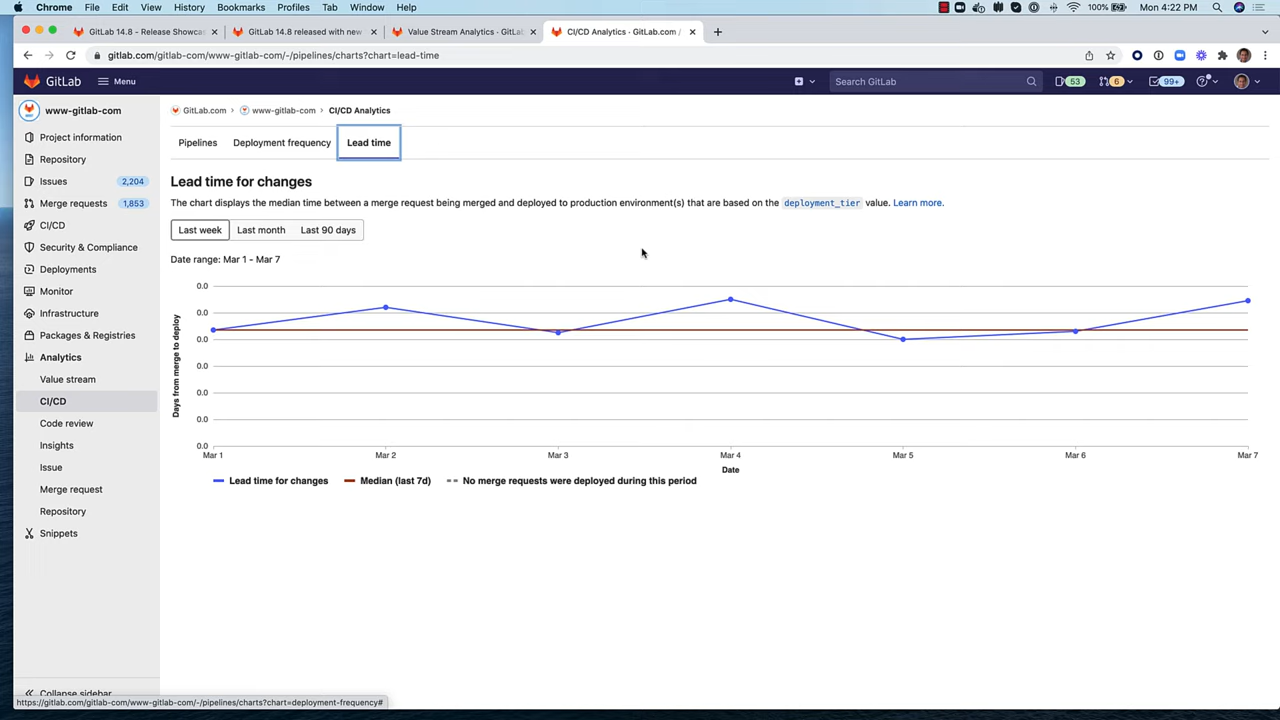 Chrome File Edit View History Bookmarks Profiles Tab Window Help 100% Mon 4:22 PM
GitLab 14.8 - Release Showca × GitLab 14.8 released with new × Value Stream Analytics · GitLab × CI/CD Analytics · GitLab.com / × +
gitlab.com/gitlab-com/www-gitlab-com/-/pipelines/charts?chart=lead-time
GitLab Menu Search GitLab 53 6 99+
www-gitlab-com
GitLab.com > www-gitlab-com > CI/CD Analytics
Project information
Repository
Issues 2,204
Merge requests 1,853
CI/CD
Security & Compliance
Deployments
Monitor
Infrastructure
Packages & Registries
Analytics
Value stream
CI/CD
Code review
Insights
Issue
Merge request
Repository
Snippets
Collapse sidebar
Pipelines Deployment frequency Lead time
Lead time for changes
The chart displays the median time between a merge request being merged and deployed to production environment(s) that are based on the deployment_tier value. Learn more.
Last week Last month Last 90 days
Date range: Mar 1 - Mar 7
Days from merge to deploy
0.0
0.0
0.0
0.0
0.0
0.0
0.0
Mar 1 Mar 2 Mar 3 Mar 4 Mar 5 Mar 6 Mar 7
Date
Lead time for changes Median (last 7d) No merge requests were deployed during this period
https://gitlab.com/gitlab-com/www-gitlab-com/-/pipelines/charts?chart=deployment-frequency#